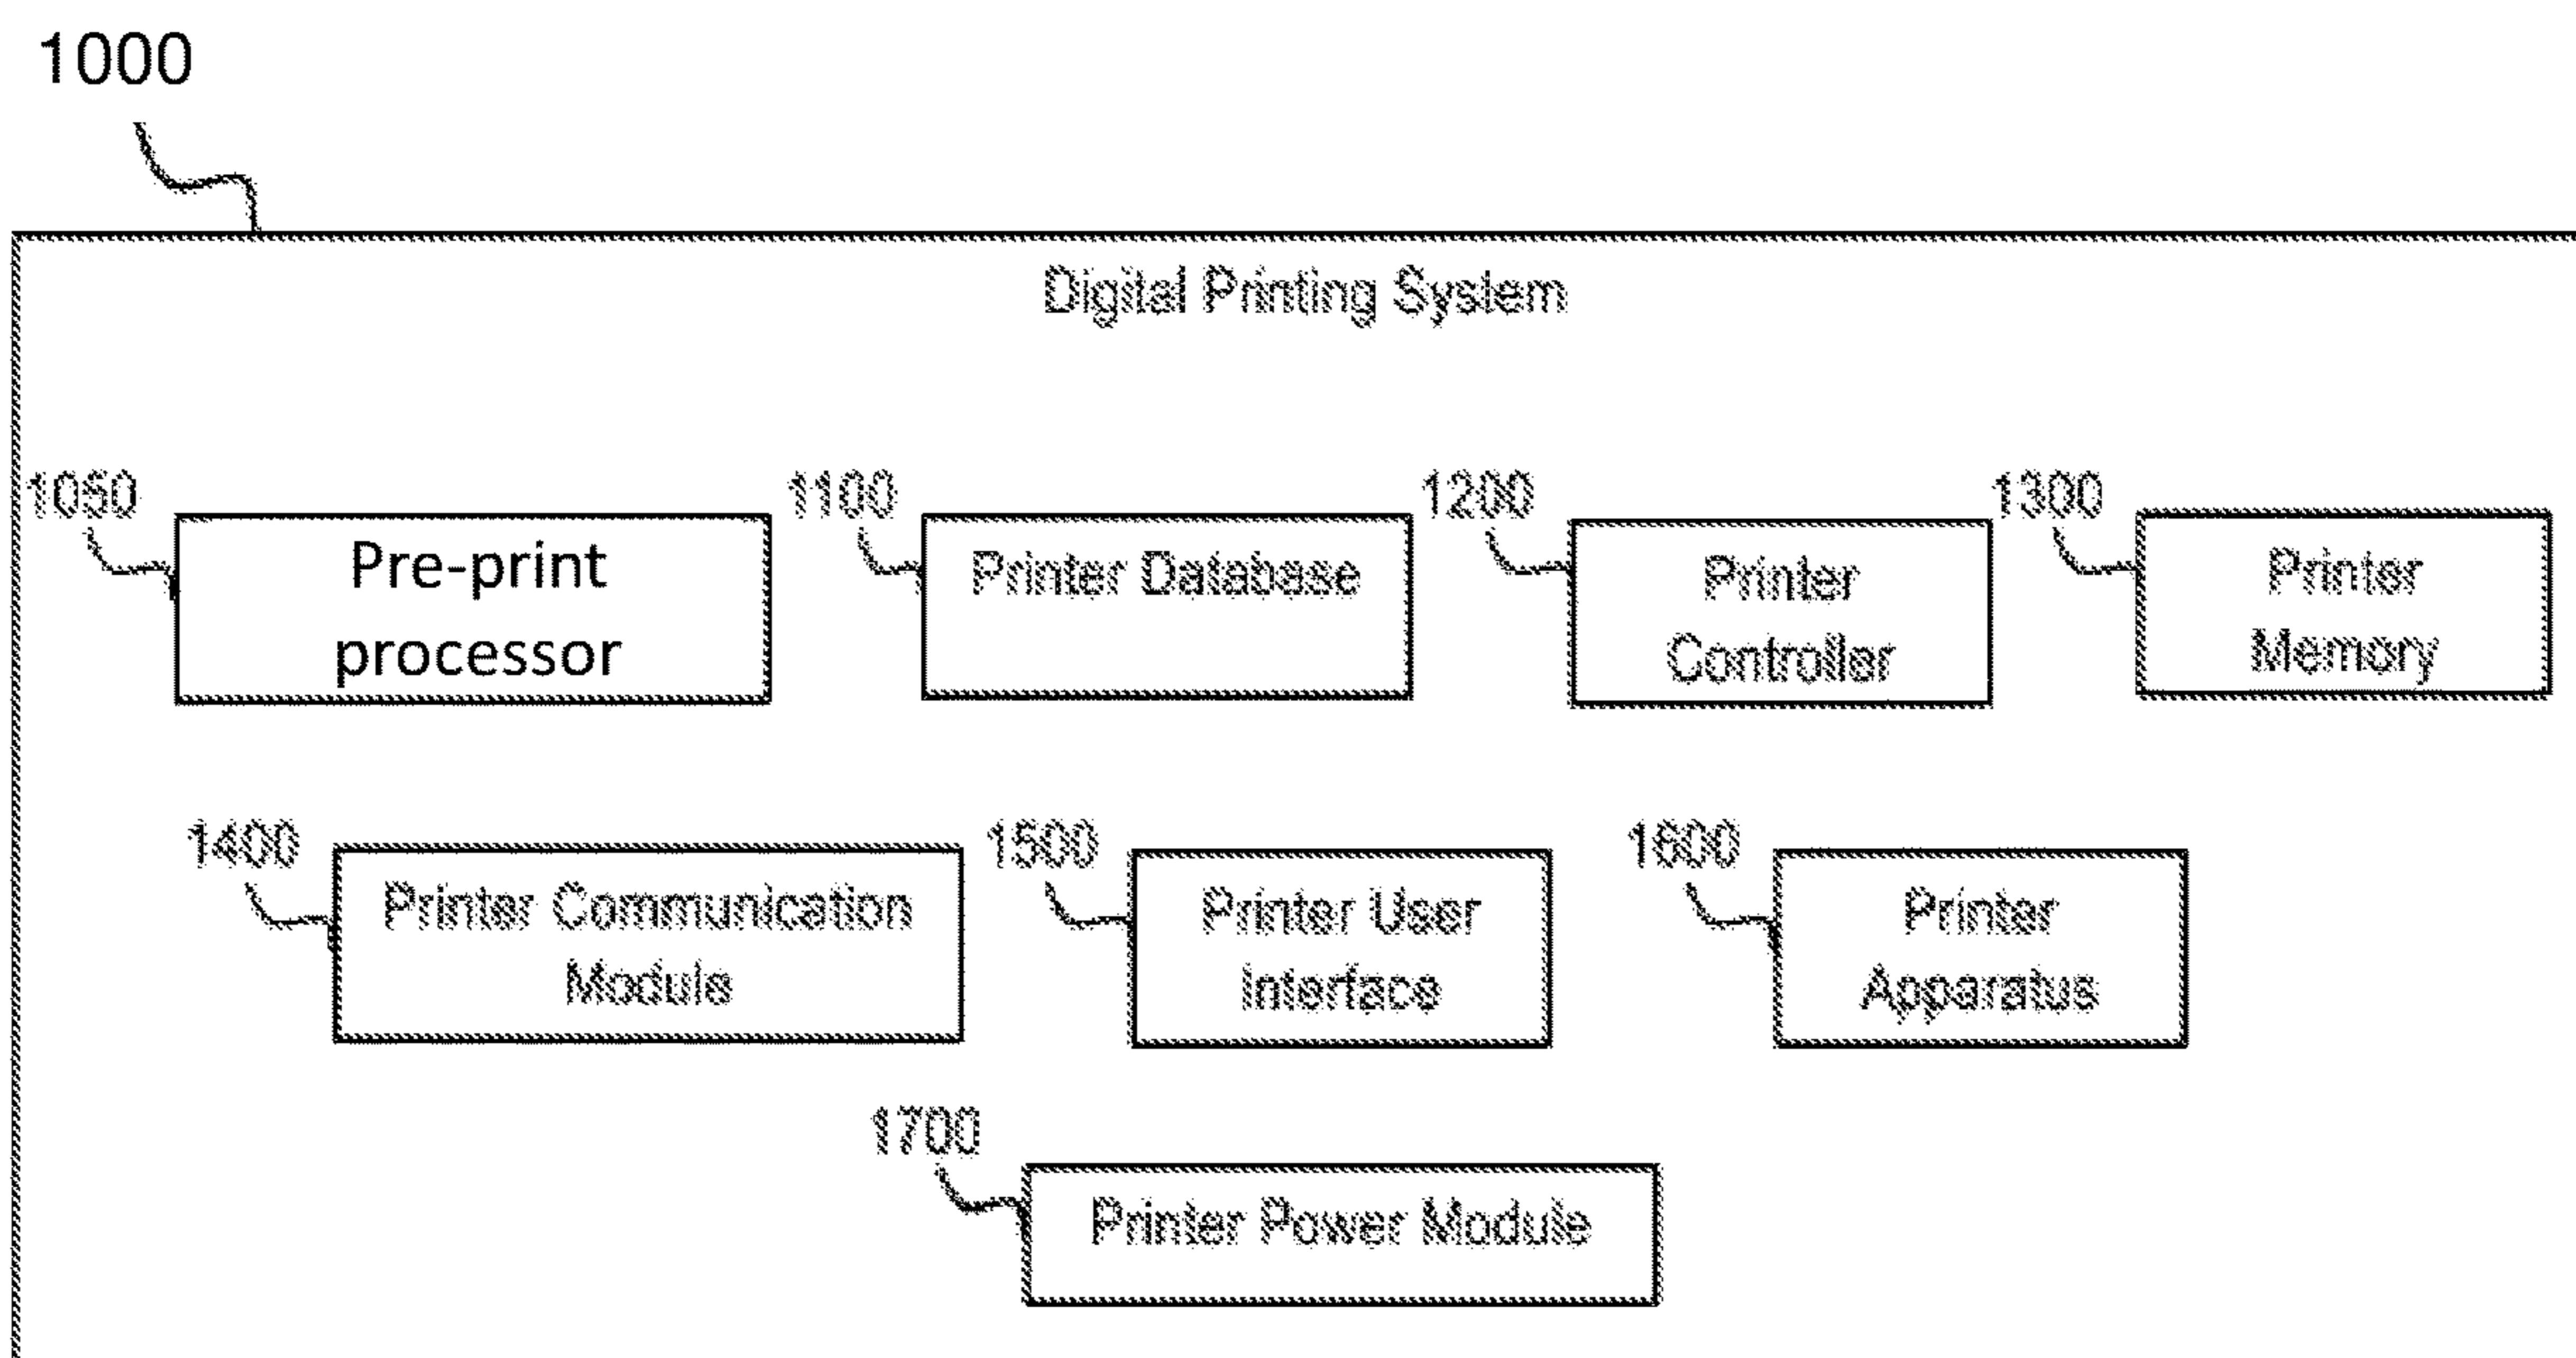 1000
Digital Printing System
1050
Pre-print
processor
1100
Printer Database
1200
Printer
Controller
1300
Printer
Memory
1400
Printer Communication
Module
1500
Printer User
Interface
1600
Printer
Apparatus
1700
Printer Power Module